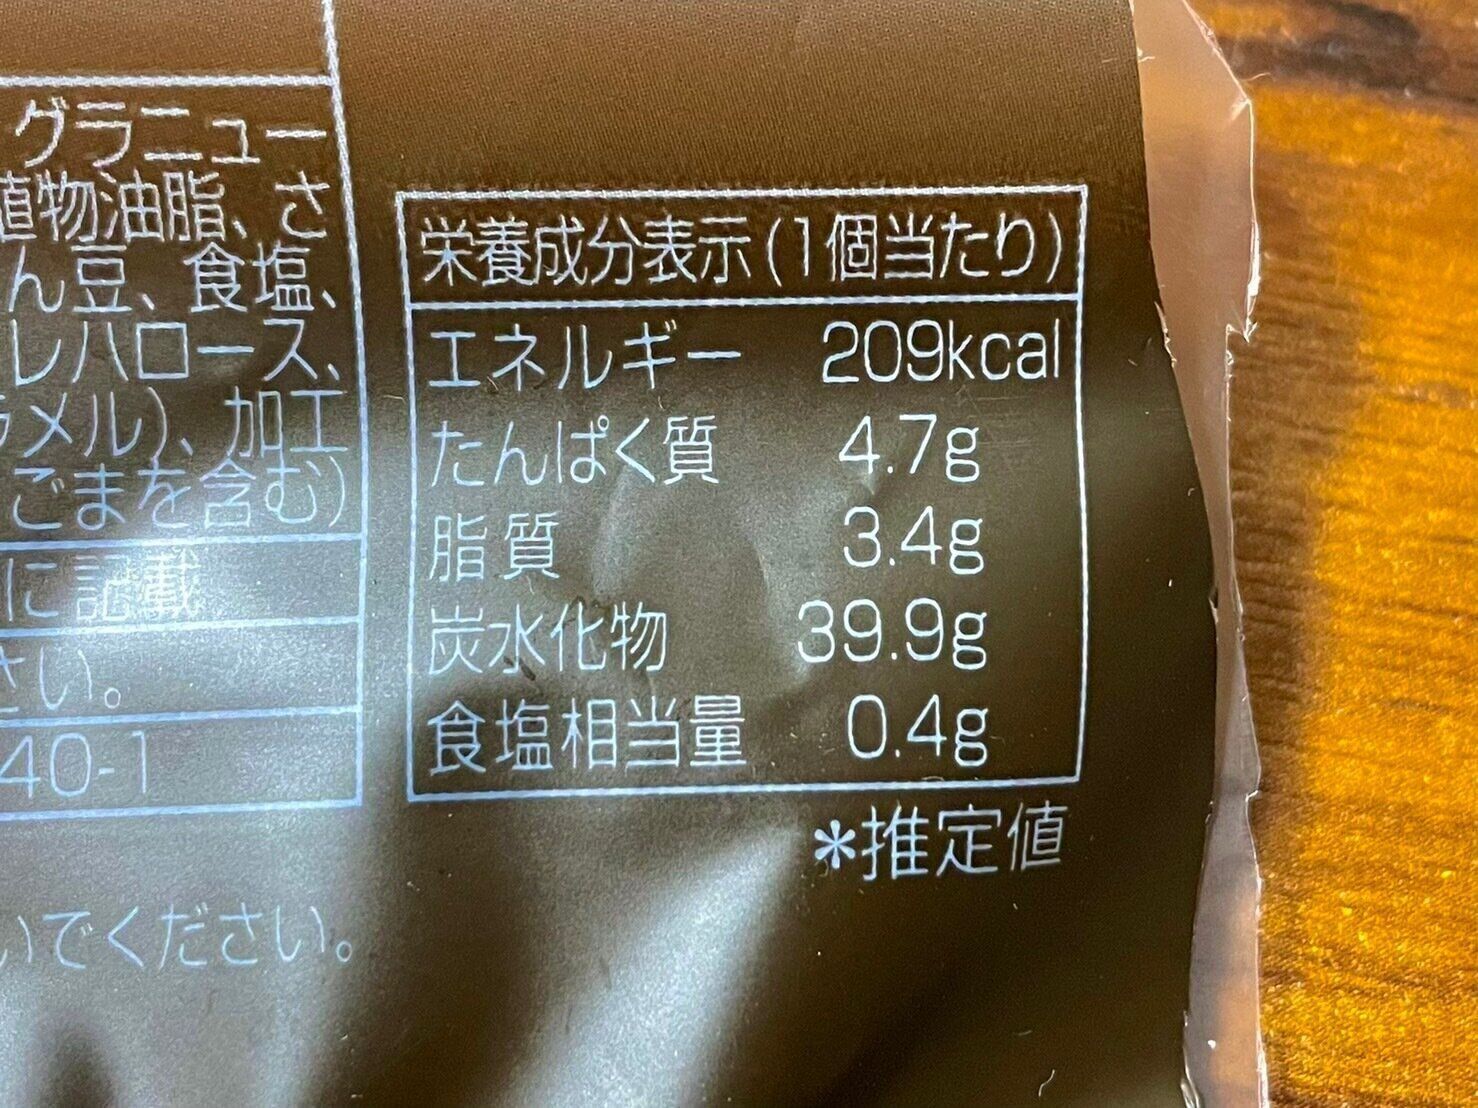 グラニュー
植物油脂、さ
ん豆、食塩、
レハロース、
ラメル)、加工
ごまを含む)
に記載
さい。
40-1
いでください。
栄養成分表示(1個当たり)
エネルギー 209kcal
たんぱく質 4.7g
脂質 3.4g
炭水化物 39.9g
食塩相当量 0.4g
*推定値